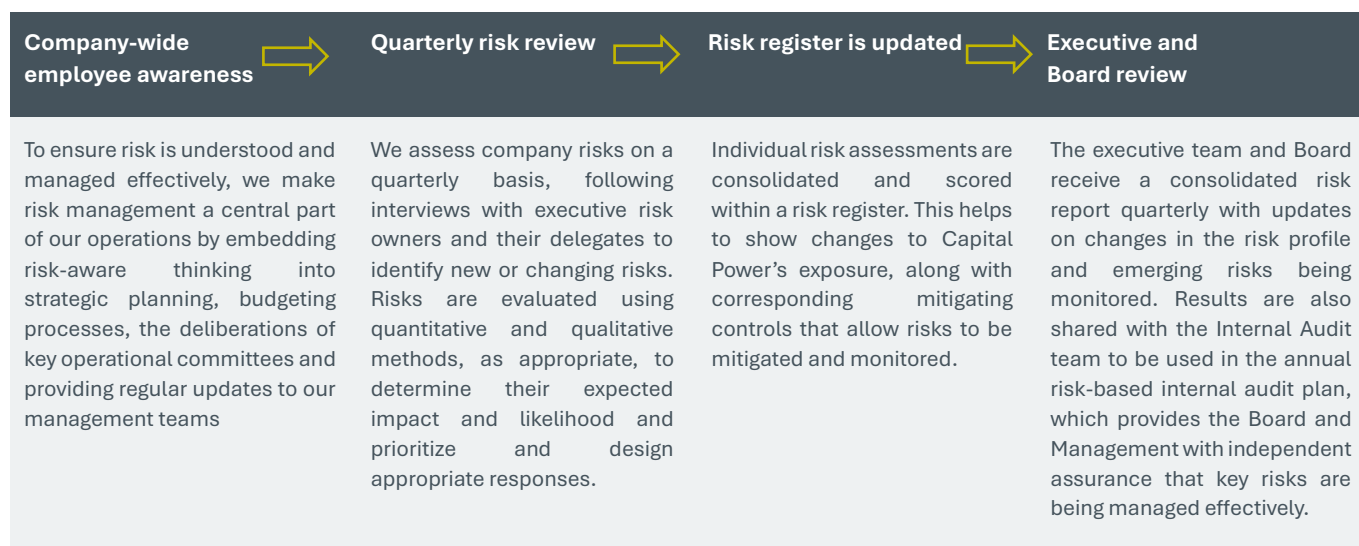 Company-wide
employee awareness
Quarterly risk review
Risk register is updated
Executive and
Board review
To ensure risk is understood and
managed effectively, we make
risk management a central part
of our operations by embedding
risk-aware thinking into
strategic planning, budgeting
processes, the deliberations of
key operational committees and
providing regular updates to our
management teams
We assess company risks on a
quarterly basis, following
interviews with executive risk
owners and their delegates to
identify new or changing risks.
Risks are evaluated using
quantitative and qualitative
methods, as appropriate, to
determine their expected
impact and likelihood and
prioritize and design
appropriate responses.
Individual risk assessments are
consolidated and scored
within a risk register. This helps
to show changes to Capital
Power's exposure, along with
corresponding mitigating
controls that allow risks to be
mitigated and monitored.
The executive team and Board
receive a consolidated risk
report quarterly with updates
on changes in the risk profile
and emerging risks being
monitored. Results are also
shared with the Internal Audit
team to be used in the annual
risk-based internal audit plan,
which provides the Board and
Management with independent
assurance that key risks are
being managed effectively.